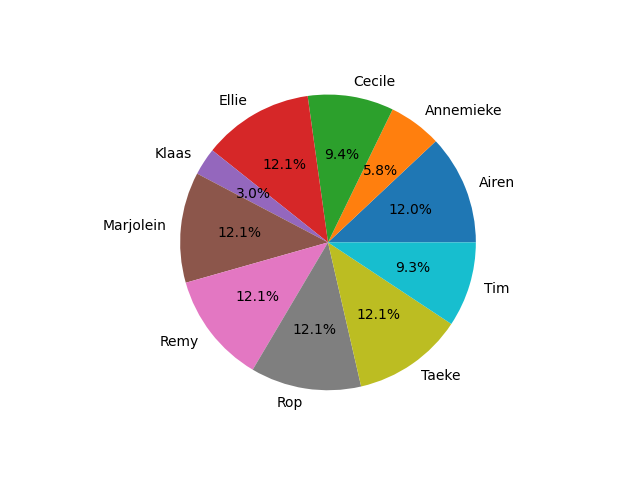 Cecile
Ellie
Annemieke
9.4%
Klaas
12.1%
5.8%
Airen
3.0%
12.0%
Marjolein
12.1%
9.3%
Tim
12.1%
12.1%
12.1%
Remy
Taeke
Rop